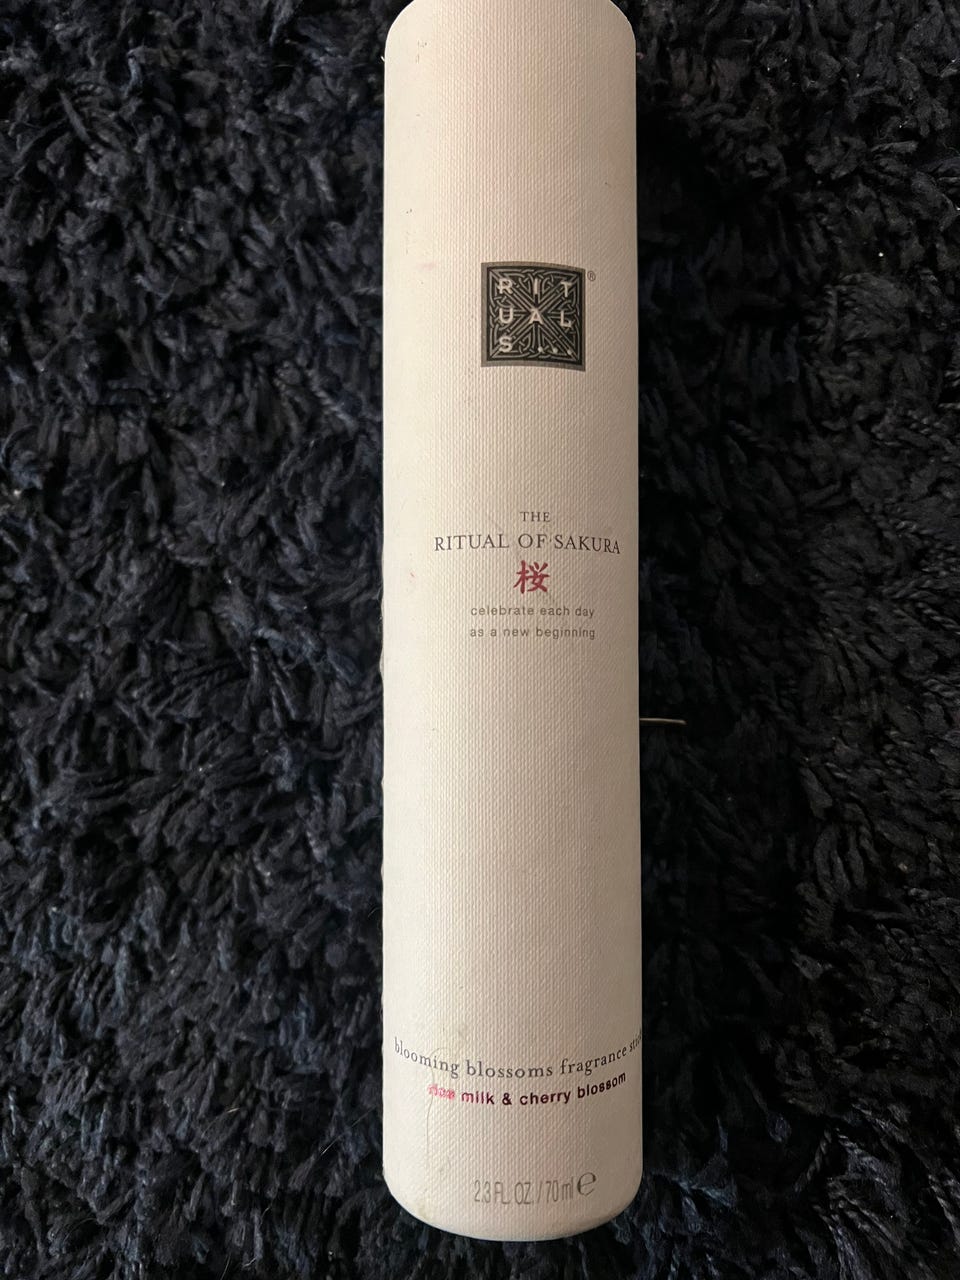 RIT
UAL
S...
®
THE
RITUAL OF SAKURA
桜
celebrate each day
as a new beginning
blooming blossoms fragrance
milk & cherry blossom
2.3 FL. OZ. / 70 ml ℮